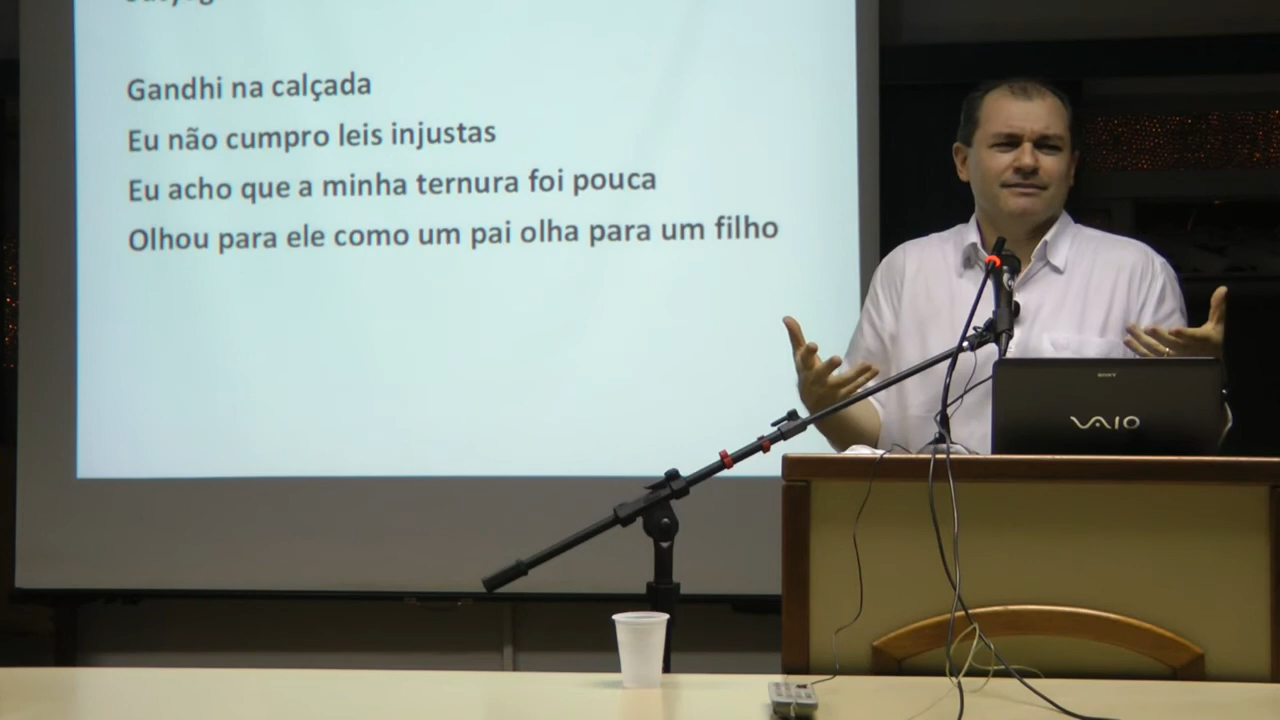 Gandhi na calçada
Eu não cumpro leis injustas
Eu acho que a minha ternura foi pouca
Olhou para ele como um pai olha para um filho
SONY
VAIO